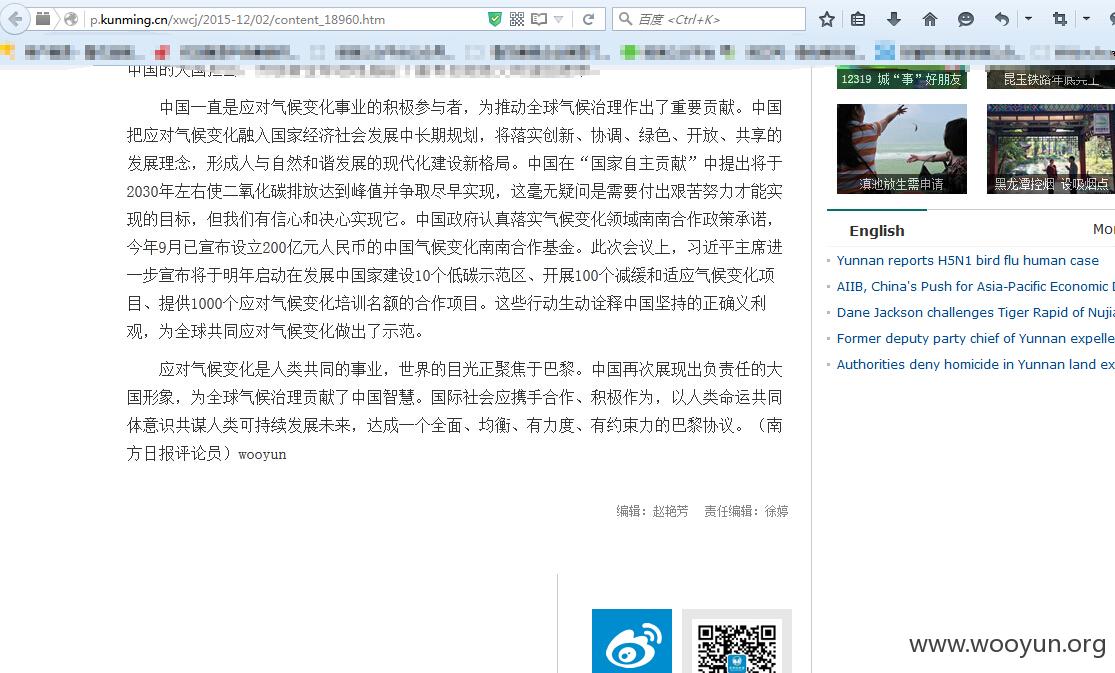 p.kunming.cn/xwcj/2015-12/02/content_18960.htm
百度 <Ctrl+K>
中国一直是应对气候变化事业的积极参与者，为推动全球气候治理作出了重要贡献。中国
把应对气候变化融入国家经济社会发展中长期规划，将落实创新、协调、绿色、开放、共享的
发展理念，形成人与自然和谐发展的现代化建设新格局。中国在“国家自主贡献”中提出将于
2030年左右使二氧化碳排放达到峰值并争取尽早实现，这毫无疑问是需要付出艰苦努力才能实
现的目标，但我们有信心和决心实现它。中国政府认真落实气候变化领域南南合作政策承诺，
今年9月已宣布设立200亿元人民币的中国气候变化南南合作基金。此次会议上，习近平主席进
一步宣布将于明年启动在发展中国家建设10个低碳示范区、开展100个减缓和适应气候变化项
目、提供1000个应对气候变化培训名额的合作项目。这些行动生动诠释中国坚持的正确义利
观，为全球共同应对气候变化做出了示范。
应对气候变化是人类共同的事业，世界的目光正聚焦于巴黎。中国再次展现出负责任的大
国形象，为全球气候治理贡献了中国智慧。国际社会应携手合作、积极作为，以人类命运共同
体意识共谋人类可持续发展未来，达成一个全面、均衡、有力度、有约束力的巴黎协议。（南
方日报评论员）wooyun
编辑：赵艳芳 责任编辑：徐婷
12319 城“事”好朋友
昆玉铁路年底完工
滇池放生需申请
黑龙潭控烟 设吸烟点
English
Mor
Yunnan reports H5N1 bird flu human case
AIIB, China's Push for Asia-Pacific Economic
Dane Jackson challenges Tiger Rapid of Nujia
Former deputy party chief of Yunnan expelle
Authorities deny homicide in Yunnan land ex
www.wooyun.org